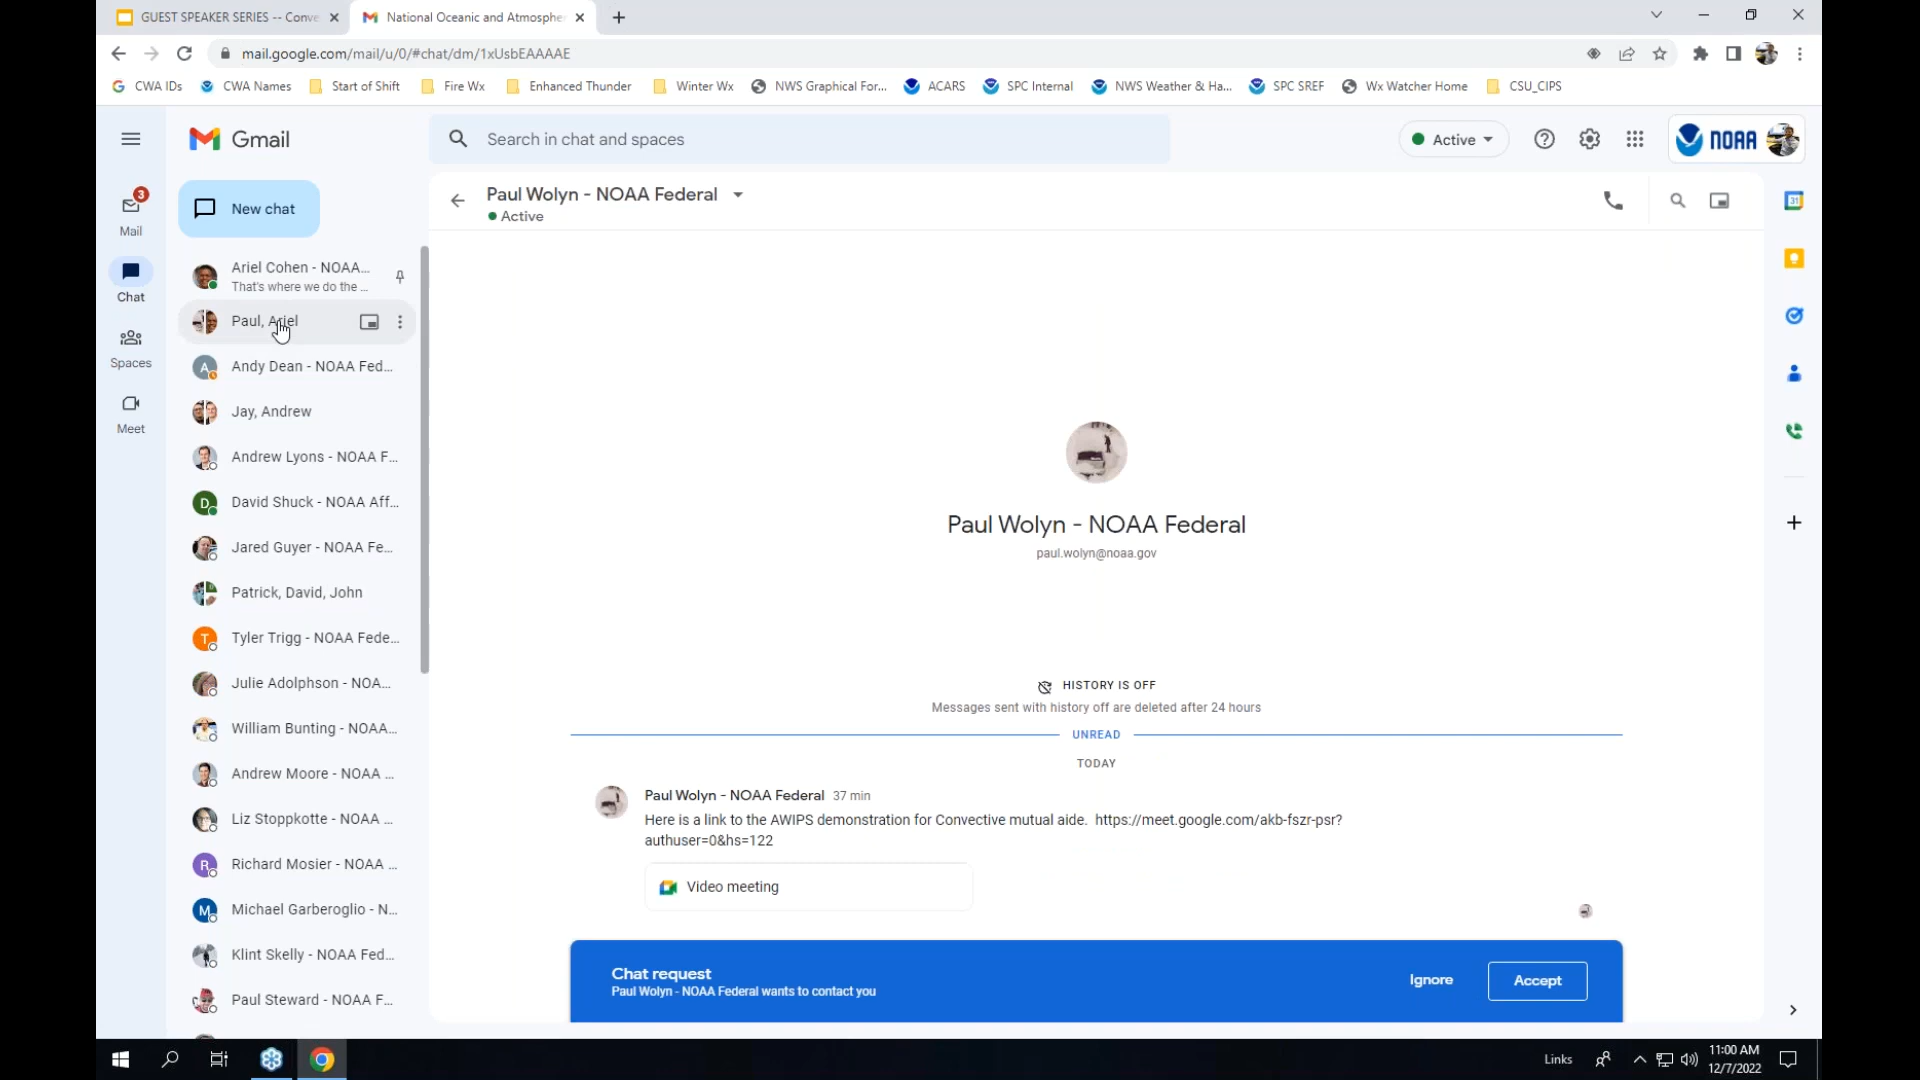 GUEST SPEAKER SERIES -- Conve
National Oceanic and Atmosphe
mail.google.com/mail/u/0/#chat/dm/1xUsbEAAAAE
CWA IDs
CWA Names
Start of Shift
Fire Wx
Enhanced Thunder
Winter Wx
NWS Graphical For...
ACARS
SPC Internal
NWS Weather & Ha...
SPC SREF
Wx Watcher Home
CSU_CIPS
Gmail
Search in chat and spaces
Active
NOAA
3
Mail
Chat
Spaces
Meet
New chat
Ariel Cohen - NOAA...
That's where we do the ...
Paul, Ariel
A
Andy Dean - NOAA Fed...
Jay, Andrew
Andrew Lyons - NOAA F...
D
David Shuck - NOAA Aff...
Jared Guyer - NOAA Fe...
Patrick, David, John
T
Tyler Trigg - NOAA Fede...
Julie Adolphson - NOA...
William Bunting - NOAA...
Andrew Moore - NOAA ...
Liz Stoppkotte - NOAA ...
R
Richard Mosier - NOAA ...
M
Michael Garberoglio - N...
Klint Skelly - NOAA Fed...
Paul Steward - NOAA F...
Paul Wolyn - NOAA Federal
Active
Paul Wolyn - NOAA Federal
paul.wolyn@noaa.gov
HISTORY IS OFF
Messages sent with history off are deleted after 24 hours
UNREAD
TODAY
Paul Wolyn - NOAA Federal 37 min
Here is a link to the AWIPS demonstration for Convective mutual aide. https://meet.google.com/akb-fszr-psr?
authuser=0&hs=122
Video meeting
Chat request
Paul Wolyn - NOAA Federal wants to contact you
Ignore
Accept
31
Links
11:00 AM
12/7/2022